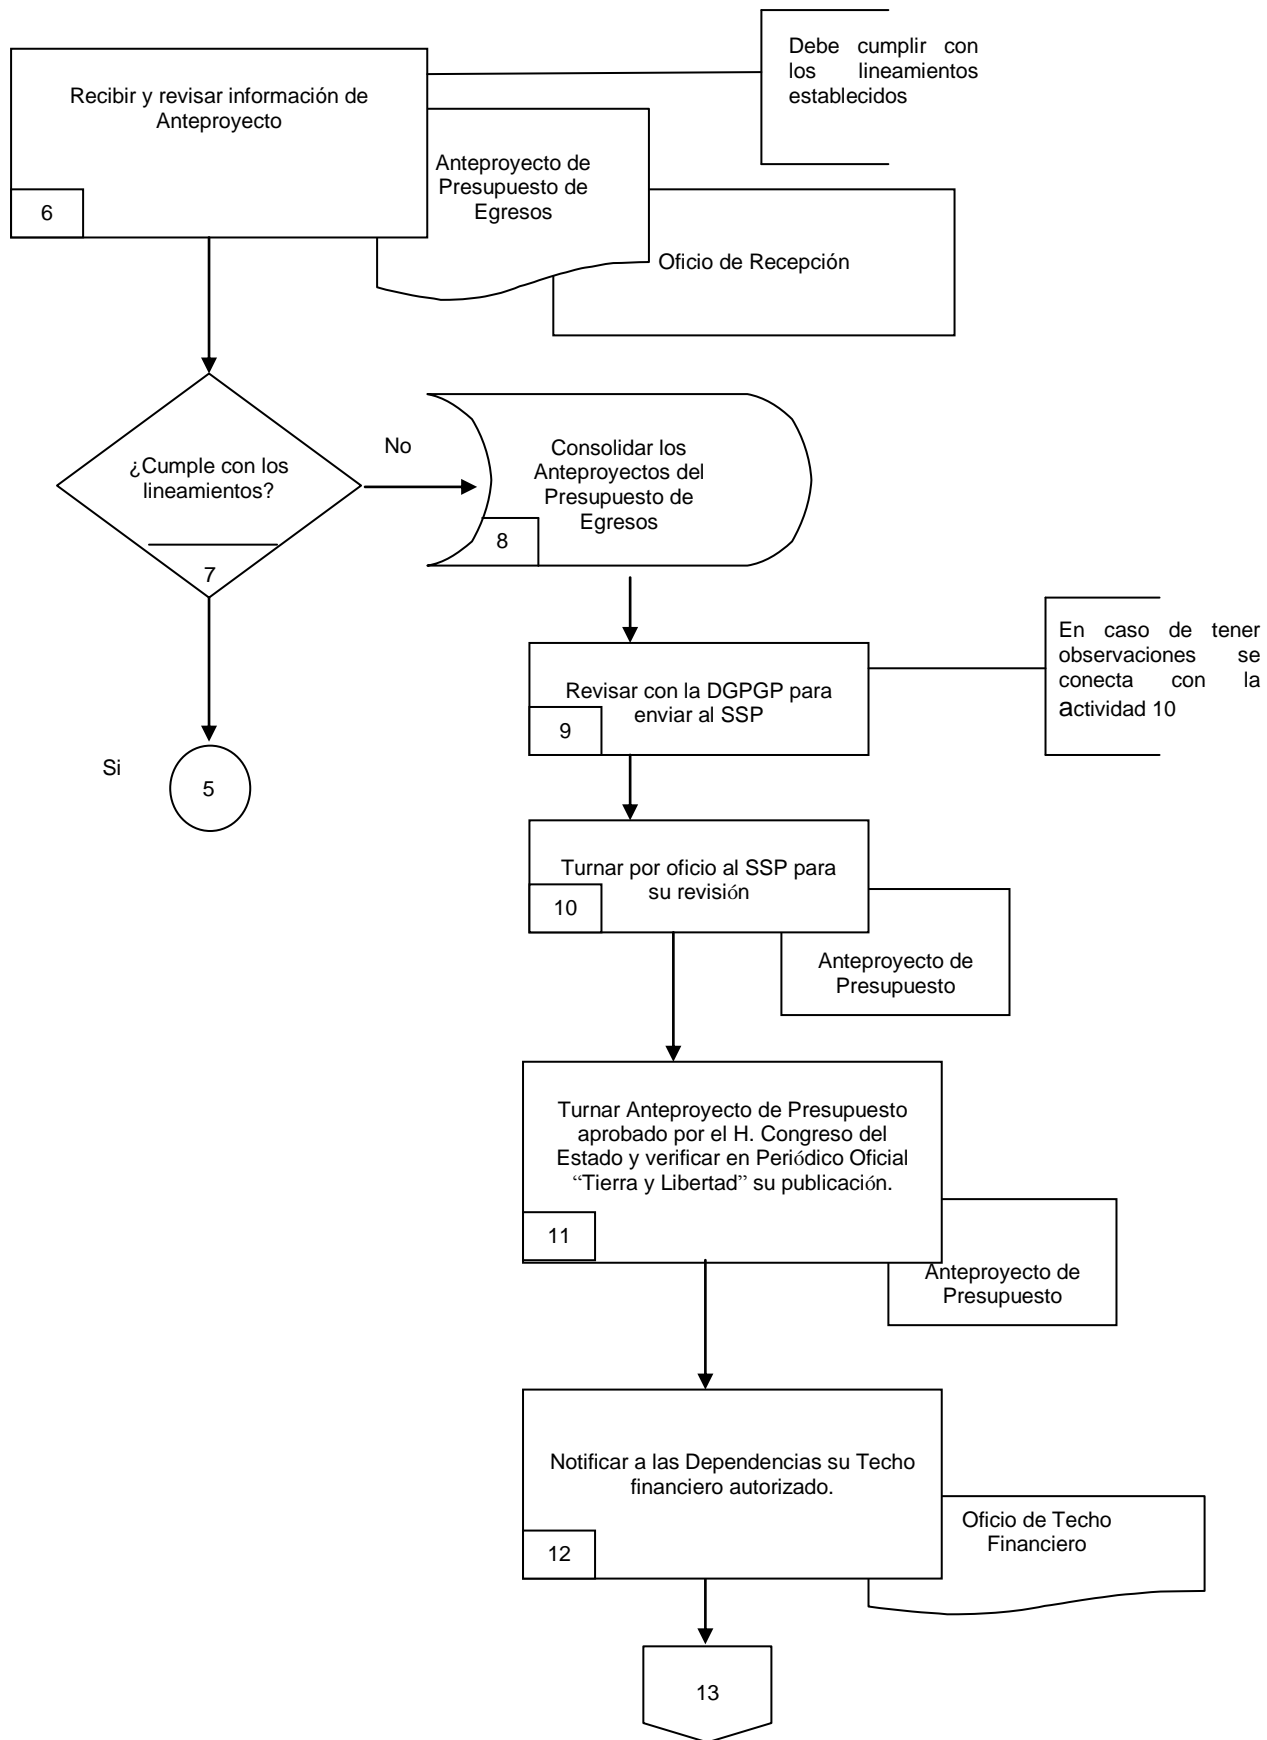 Debe cumplir con
los lineamientos
establecidos
Recibir y revisar información de
Anteproyecto
6
Anteproyecto de
Presupuesto de
Egresos
Oficio de Recepción
¿Cumple con los
lineamientos?
7
No
Consolidar los
Anteproyectos del
Presupuesto de
Egresos
8
Si
5
Revisar con la DGPGP para
enviar al SSP
9
En caso de tener
observaciones se
conecta con la
actividad 10
Turnar por oficio al SSP para
su revisión
10
Anteproyecto de
Presupuesto
Turnar Anteproyecto de Presupuesto
aprobado por el H. Congreso del
Estado y verificar en Periódico Oficial
“Tierra y Libertad” su publicación.
11
Anteproyecto de
Presupuesto
Notificar a las Dependencias su Techo
financiero autorizado.
12
Oficio de Techo
Financiero
13